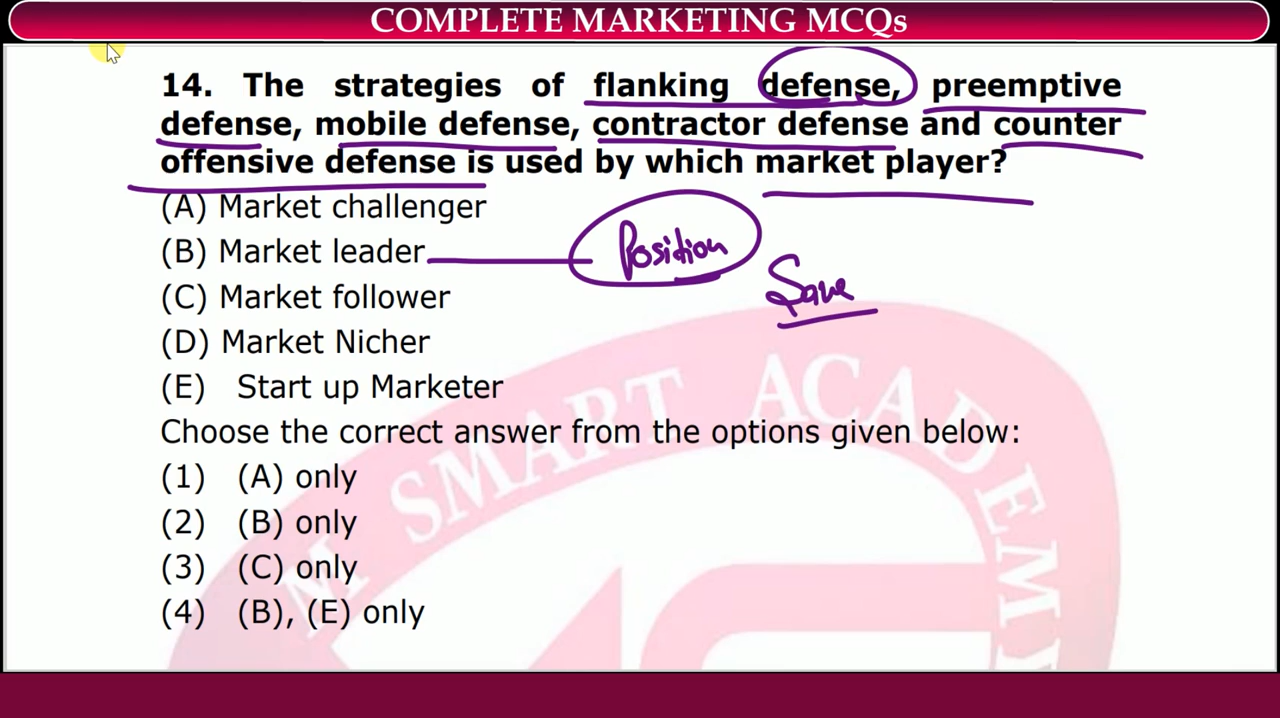 COMPLETE MARKETING MCQs
14. The strategies of flanking defense, preemptive
defense, mobile defense, contractor defense and counter
offensive defense is used by which market player?
(A) Market challenger
(B) Market leader
Position
Save
(C) Market follower
(D) Market Nicher
(E) Start up Marketer
Choose the correct answer from the options given below:
(1) (A) only
(2) (B) only
(3) (C) only
(4) (B), (E) only
M SMART ACADEM